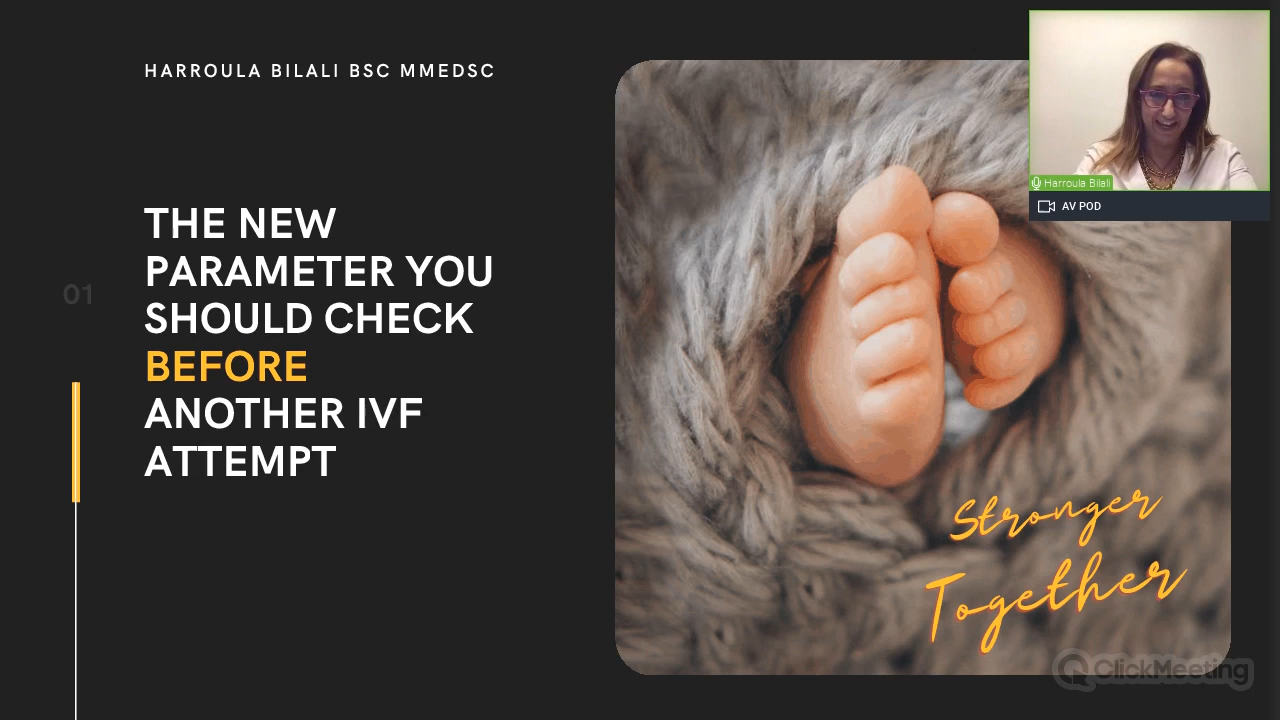 HARROULA BILALI BSC MMEDSC
THE NEW
PARAMETER YOU
SHOULD CHECK
BEFORE
ANOTHER IVF
ATTEMPT
01
Stronger
Together
Harroula Bilali
AV POD
ClickMeeting